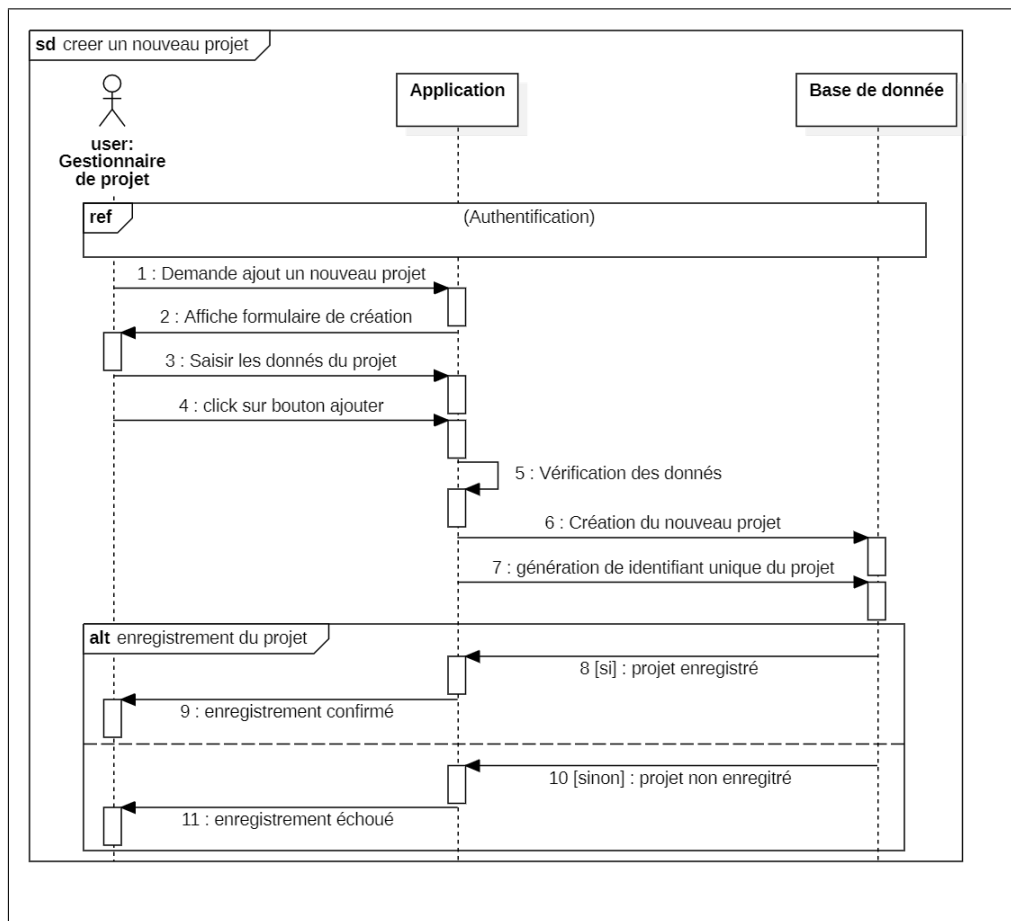 sd creer un nouveau projet
Application
Base de donnée
user:
Gestionnaire
de projet
ref
(Authentification)
1 : Demande ajout un nouveau projet
2 : Affiche formulaire de création
3 : Saisir les donnés du projet
4 : click sur bouton ajouter
5 : Vérification des donnés
6 : Création du nouveau projet
7 : génération de identifiant unique du projet
alt enregistrement du projet
8 [si] : projet enregistré
9 : enregistrement confirmé
10 [sinon] : projet non enregitré
11 : enregistrement échoué